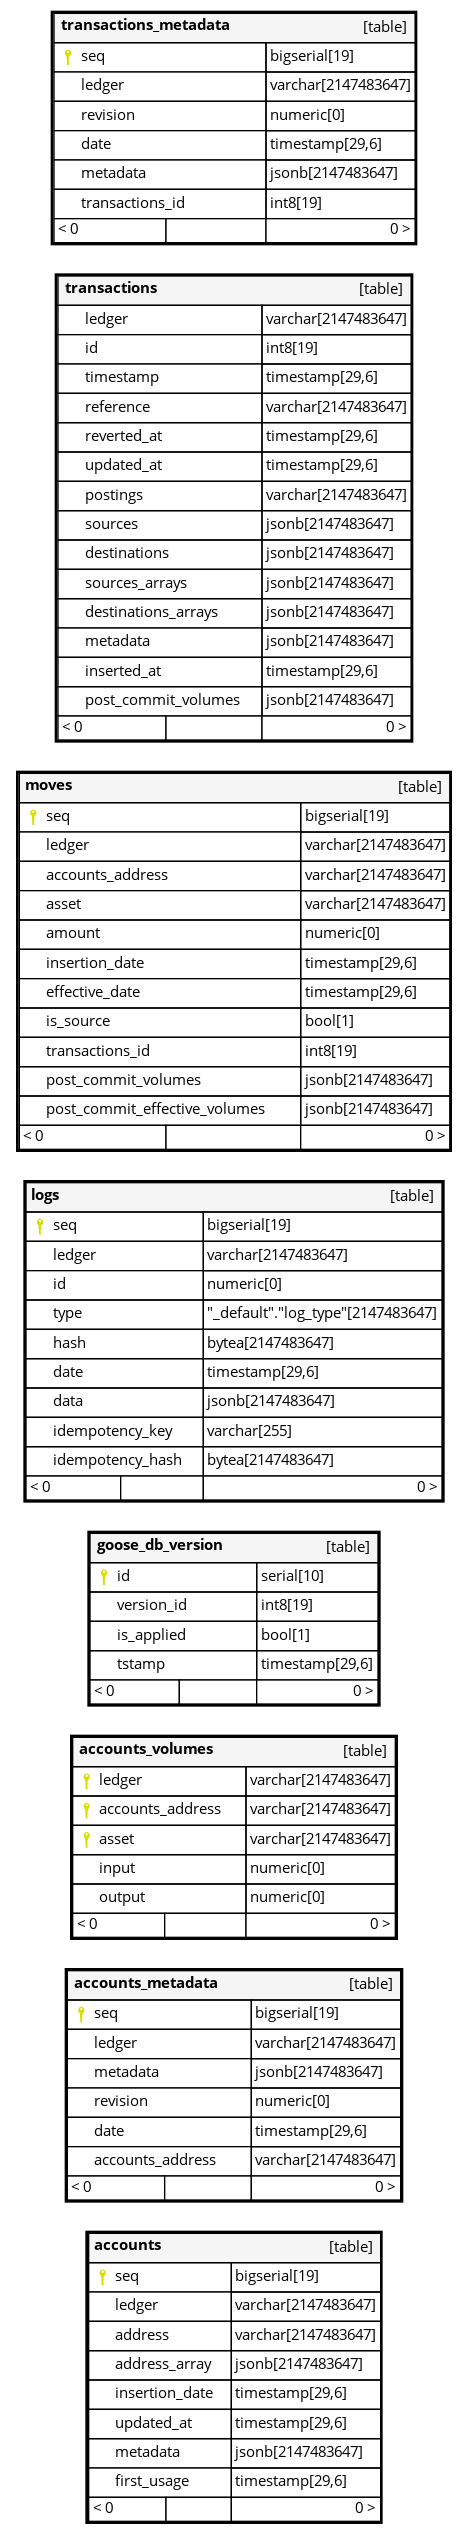 transactions_metadata [table]
seq bigserial[19]
ledger varchar[2147483647]
revision numeric[0]
date timestamp[29,6]
metadata jsonb[2147483647]
transactions_id int8[19]
< 0 0 >
transactions [table]
ledger varchar[2147483647]
id int8[19]
timestamp timestamp[29,6]
reference varchar[2147483647]
reverted_at timestamp[29,6]
updated_at timestamp[29,6]
postings varchar[2147483647]
sources jsonb[2147483647]
destinations jsonb[2147483647]
sources_arrays jsonb[2147483647]
destinations_arrays jsonb[2147483647]
metadata jsonb[2147483647]
inserted_at timestamp[29,6]
post_commit_volumes jsonb[2147483647]
< 0 0 >
moves [table]
seq bigserial[19]
ledger varchar[2147483647]
accounts_address varchar[2147483647]
asset varchar[2147483647]
amount numeric[0]
insertion_date timestamp[29,6]
effective_date timestamp[29,6]
is_source bool[1]
transactions_id int8[19]
post_commit_volumes jsonb[2147483647]
post_commit_effective_volumes jsonb[2147483647]
< 0 0 >
logs [table]
seq bigserial[19]
ledger varchar[2147483647]
id numeric[0]
type "_default"."log_type"[2147483647]
hash bytea[2147483647]
date timestamp[29,6]
data jsonb[2147483647]
idempotency_key varchar[255]
idempotency_hash bytea[2147483647]
< 0 0 >
goose_db_version [table]
id serial[10]
version_id int8[19]
is_applied bool[1]
tstamp timestamp[29,6]
< 0 0 >
accounts_volumes [table]
ledger varchar[2147483647]
accounts_address varchar[2147483647]
asset varchar[2147483647]
input numeric[0]
output numeric[0]
< 0 0 >
accounts_metadata [table]
seq bigserial[19]
ledger varchar[2147483647]
metadata jsonb[2147483647]
revision numeric[0]
date timestamp[29,6]
accounts_address varchar[2147483647]
< 0 0 >
accounts [table]
seq bigserial[19]
ledger varchar[2147483647]
address varchar[2147483647]
address_array jsonb[2147483647]
insertion_date timestamp[29,6]
updated_at timestamp[29,6]
metadata jsonb[2147483647]
first_usage timestamp[29,6]
< 0 0 >